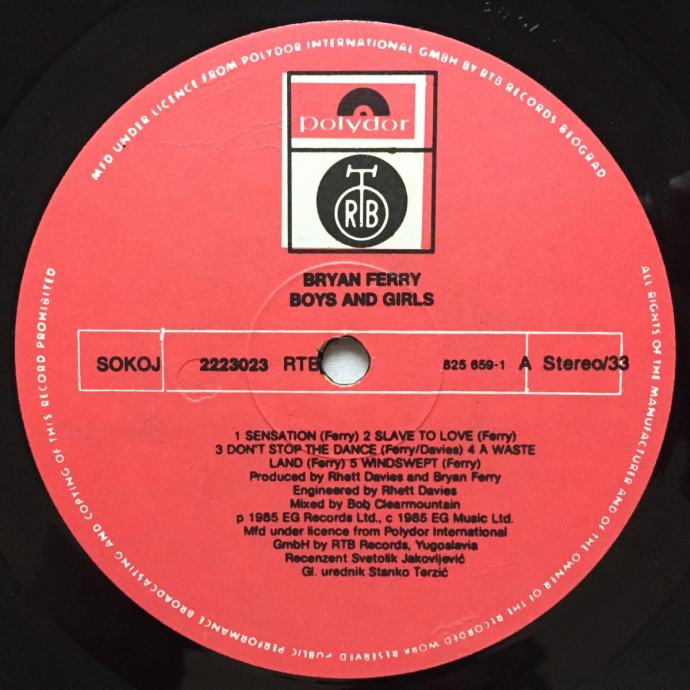 MFD UNDER LICENCE FROM POLYDOR INTERNATIONAL GMBH BY RTB RECORDS BEOGRAD
polydor
RTB
BRYAN FERRY
BOYS AND GIRLS
SOKOJ 2223023 RTB 825 659-1 A Stereo/33
1 SENSATION (Ferry) 2 SLAVE TO LOVE (Ferry)
3 DON'T STOP THE DANCE (Ferry/Davies) 4 A WASTE
LAND (Ferry) 5 WINDSWEPT (Ferry)
Produced by Rhett Davies and Bryan Ferry
Engineered by Rhett Davies
Mixed by Bob Clearmountain
p 1985 EG Records Ltd., c 1985 EG Music Ltd.
Mfd under licence from Polydor International
GmbH by RTB Records, Yugoslavia
Recenzent Svetolik Jakovljević
Gl. urednik Stanko Terzić
ALL RIGHTS OF THE MANUFACTURER AND OF THE OWNER OF THE RECORDED WORK RESERVED PUBLIC PERFORMANCE BROADCASTING AND COPYING OF THIS RECORD PROHIBITED